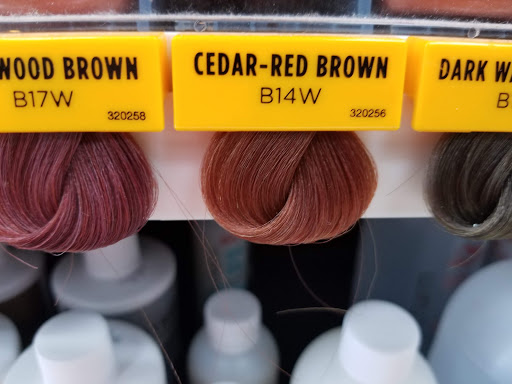 WOOD BROWN
B17W
320258
CEDAR-RED BROWN
B14W
320256
DARK
B